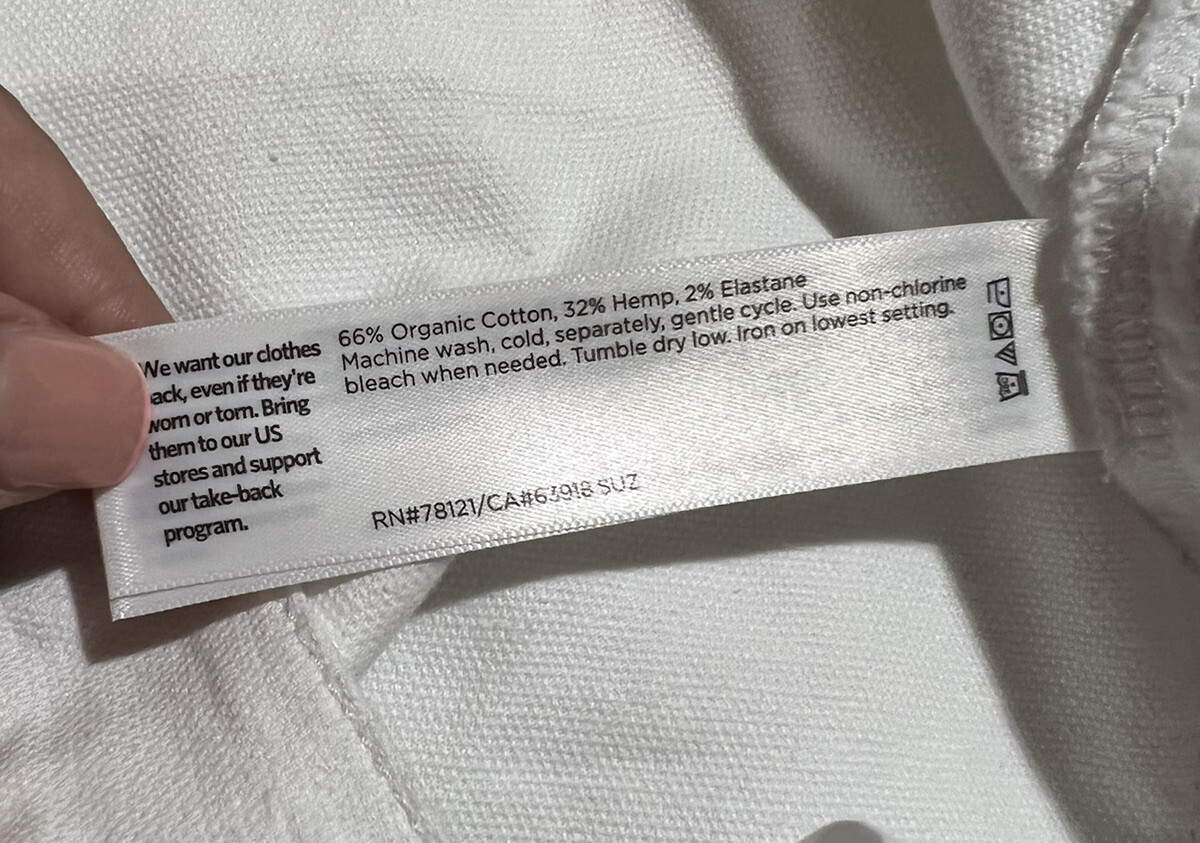 We want our clothes
back, even if they're
worn or torn. Bring
them to our US
stores and support
our take-back
program.
66% Organic Cotton, 32% Hemp, 2% Elastane
Machine wash, cold, separately, gentle cycle. Use non-chlorine
bleach when needed. Tumble dry low. Iron on lowest setting.
RN#78121/CA#63918 SUZ